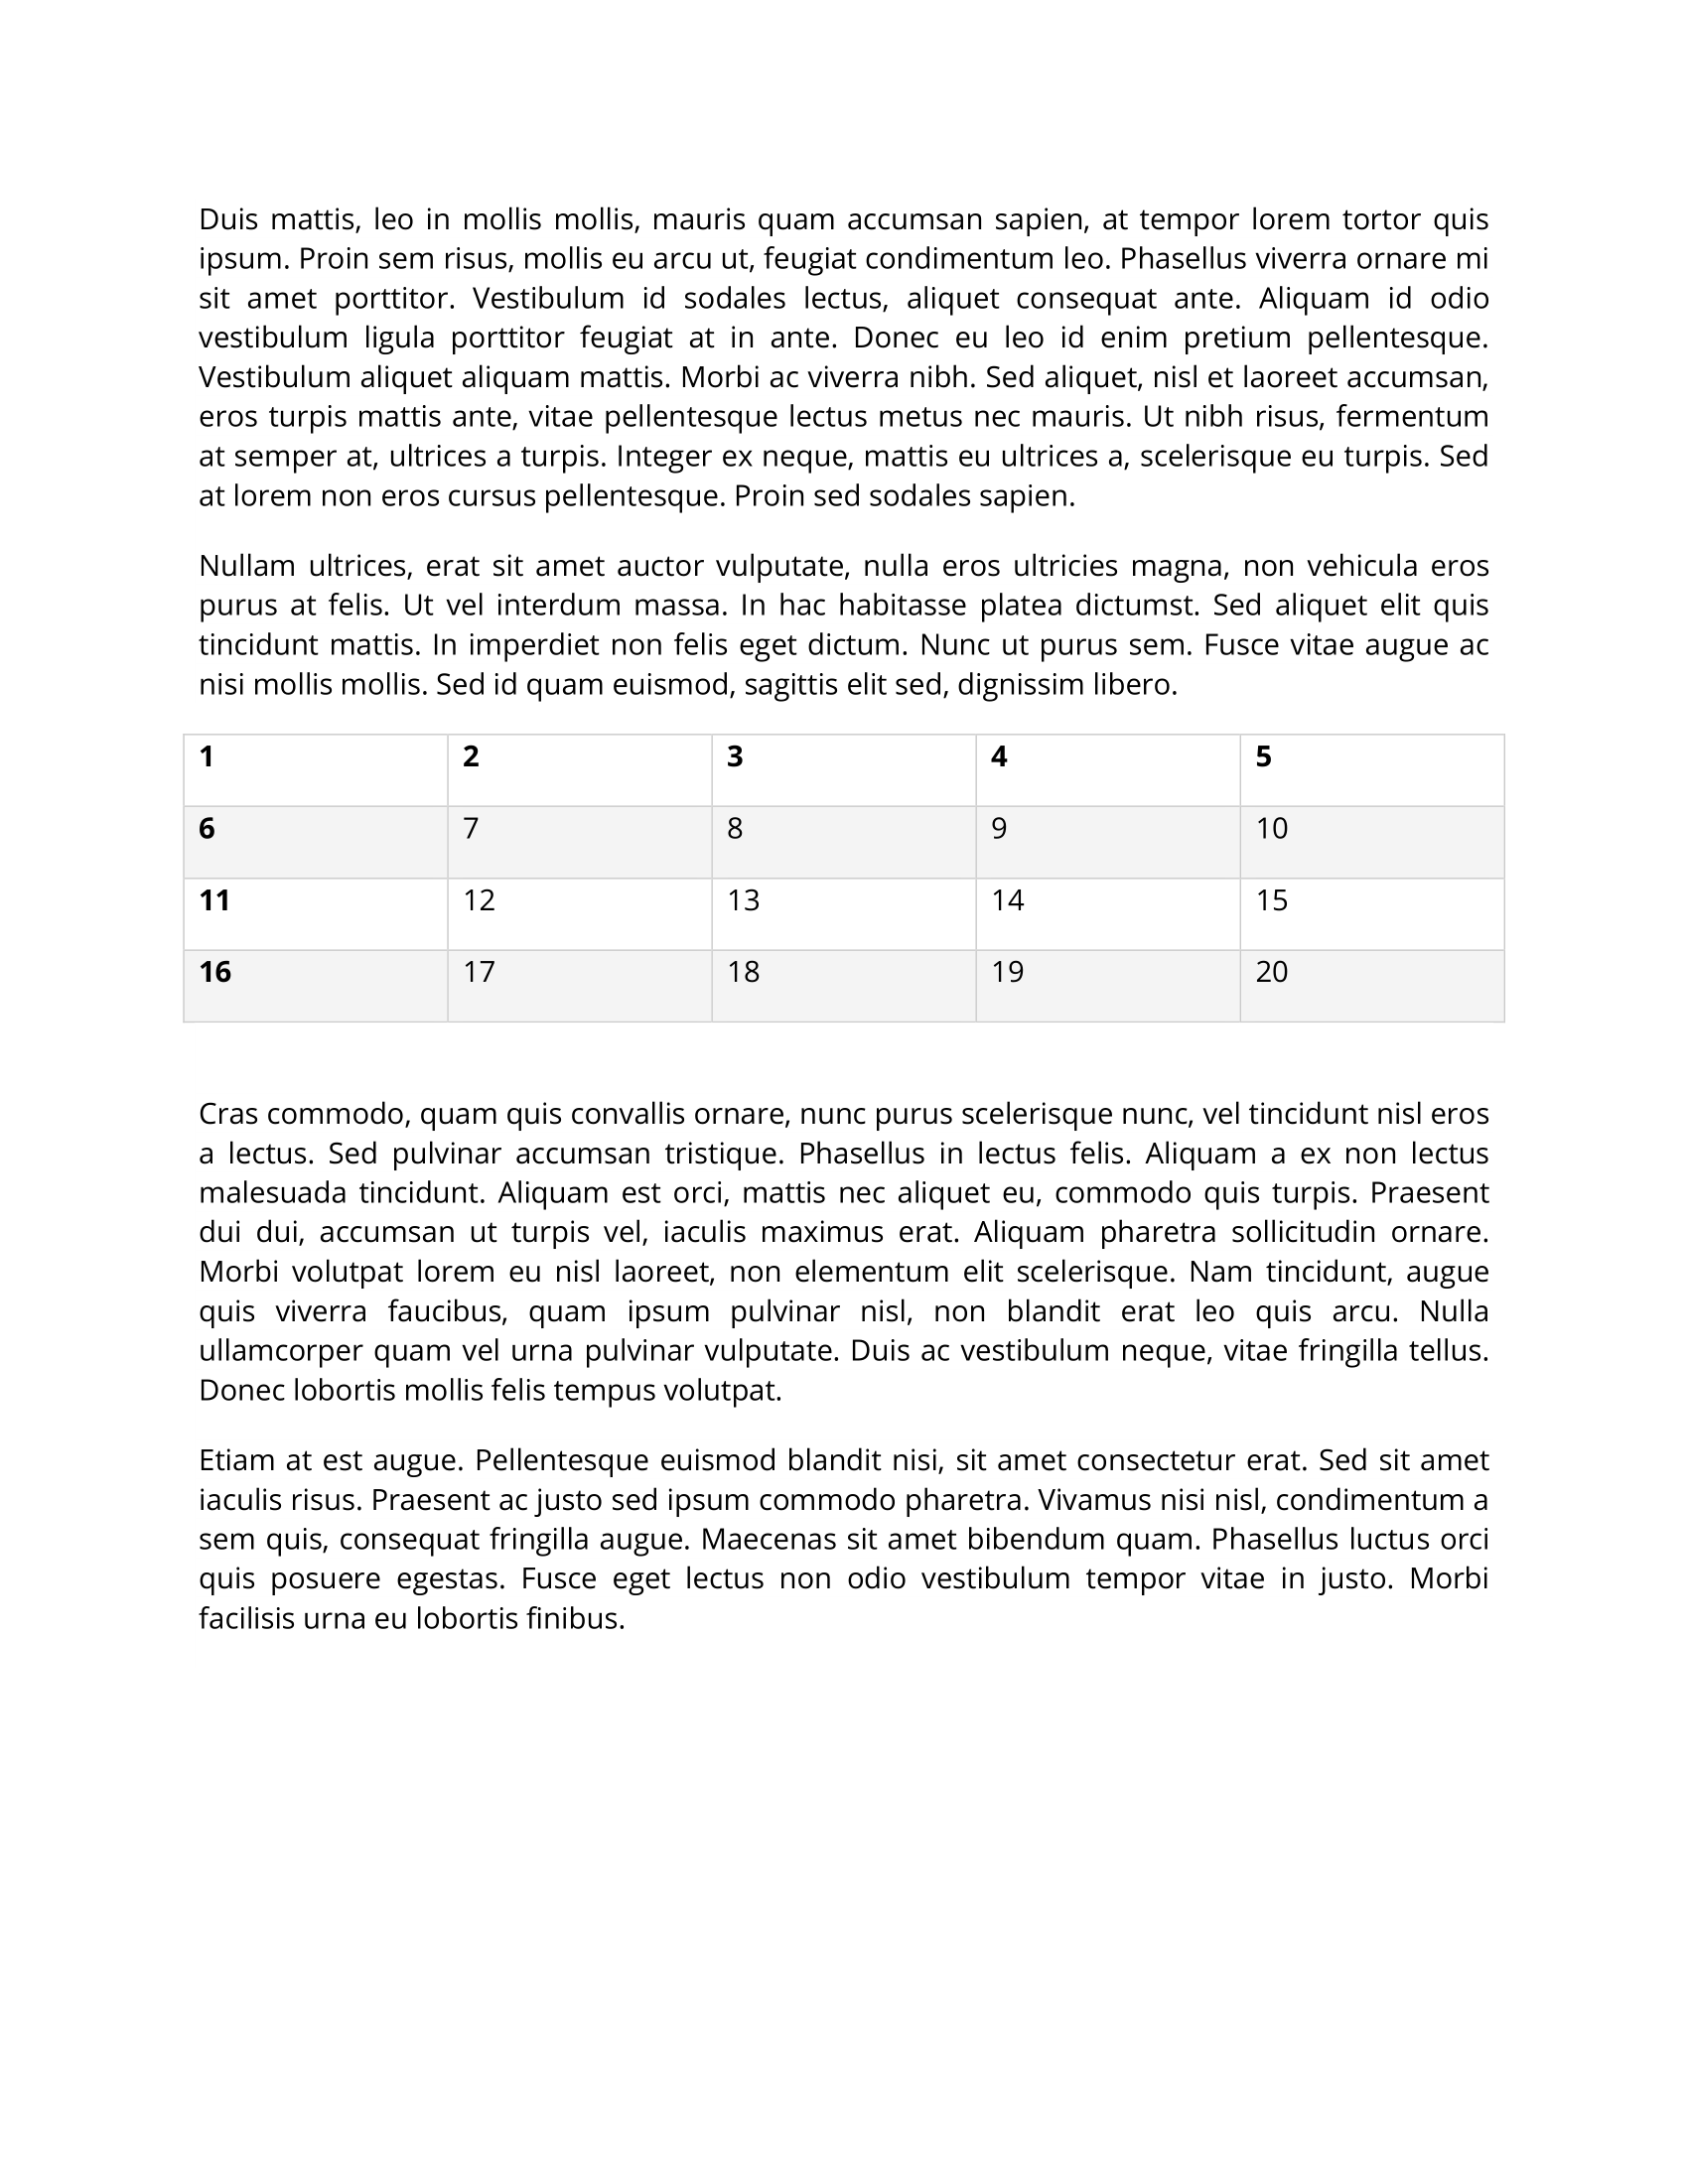 Duis mattis, leo in mollis mollis, mauris quam accumsan sapien, at tempor lorem tortor quis
ipsum. Proin sem risus, mollis eu arcu ut, feugiat condimentum leo. Phasellus viverra ornare mi
sit amet porttitor. Vestibulum id sodales lectus, aliquet consequat ante. Aliquam id odio
vestibulum ligula porttitor feugiat at in ante. Donec eu leo id enim pretium pellentesque.
Vestibulum aliquet aliquam mattis. Morbi ac viverra nibh. Sed aliquet, nisl et laoreet accumsan,
eros turpis mattis ante, vitae pellentesque lectus metus nec mauris. Ut nibh risus, fermentum
at semper at, ultrices a turpis. Integer ex neque, mattis eu ultrices a, scelerisque eu turpis. Sed
at lorem non eros cursus pellentesque. Proin sed sodales sapien.
Nullam ultrices, erat sit amet auctor vulputate, nulla eros ultricies magna, non vehicula eros
purus at felis. Ut vel interdum massa. In hac habitasse platea dictumst. Sed aliquet elit quis
tincidunt mattis. In imperdiet non felis eget dictum. Nunc ut purus sem. Fusce vitae augue ac
nisi mollis mollis. Sed id quam euismod, sagittis elit sed, dignissim libero.
1 2 3 4 5
6 7 8 9 10
11 12 13 14 15
16 17 18 19 20
Cras commodo, quam quis convallis ornare, nunc purus scelerisque nunc, vel tincidunt nisl eros
a lectus. Sed pulvinar accumsan tristique. Phasellus in lectus felis. Aliquam a ex non lectus
malesuada tincidunt. Aliquam est orci, mattis nec aliquet eu, commodo quis turpis. Praesent
dui dui, accumsan ut turpis vel, iaculis maximus erat. Aliquam pharetra sollicitudin ornare.
Morbi volutpat lorem eu nisl laoreet, non elementum elit scelerisque. Nam tincidunt, augue
quis viverra faucibus, quam ipsum pulvinar nisl, non blandit erat leo quis arcu. Nulla
ullamcorper quam vel urna pulvinar vulputate. Duis ac vestibulum neque, vitae fringilla tellus.
Donec lobortis mollis felis tempus volutpat.
Etiam at est augue. Pellentesque euismod blandit nisi, sit amet consectetur erat. Sed sit amet
iaculis risus. Praesent ac justo sed ipsum commodo pharetra. Vivamus nisi nisl, condimentum a
sem quis, consequat fringilla augue. Maecenas sit amet bibendum quam. Phasellus luctus orci
quis posuere egestas. Fusce eget lectus non odio vestibulum tempor vitae in justo. Morbi
facilisis urna eu lobortis finibus.